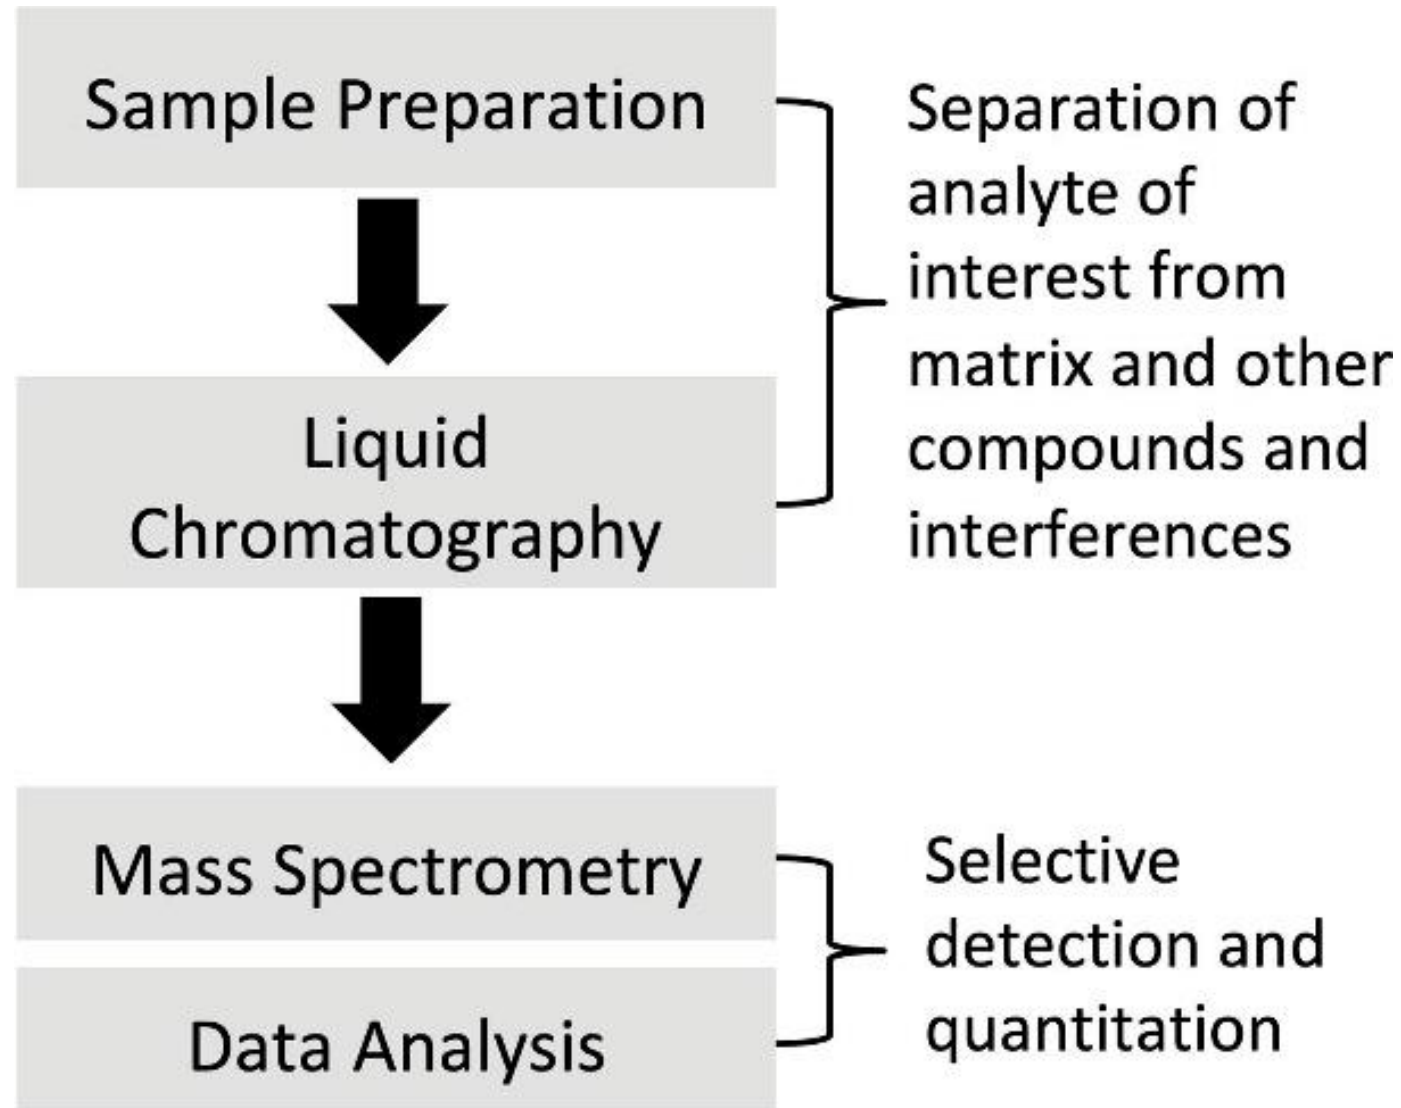 Sample Preparation
Separation of
analyte of
interest from
matrix and other
compounds and
interferences
Liquid
Chromatography
Mass Spectrometry
Selective
detection and
quantitation
Data Analysis